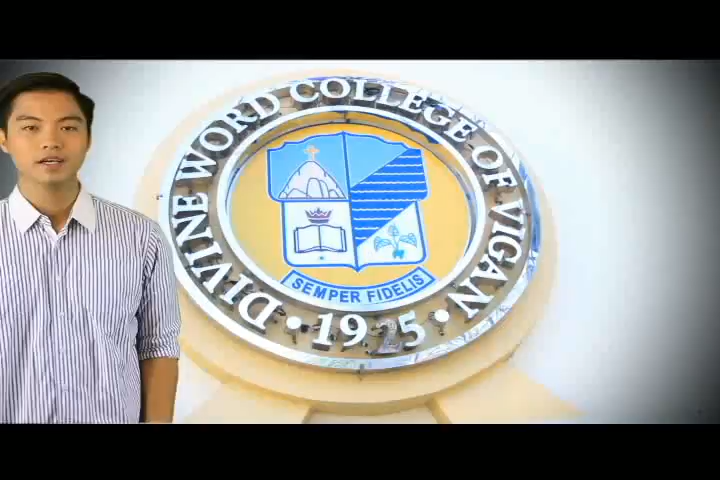 DIVINE WORD COLLEGE OF VIGAN
SEMPER FIDELIS
• 1925 •